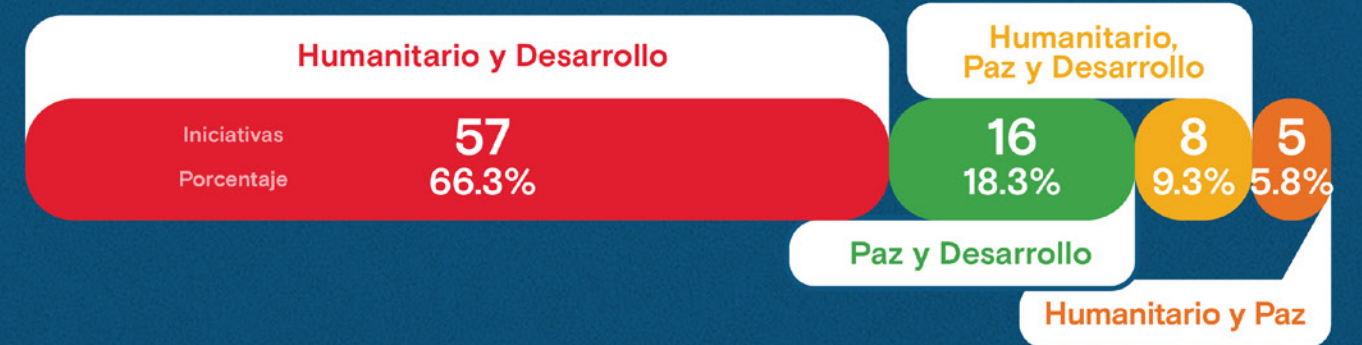 Humanitario y Desarrollo
Humanitario,
Paz y Desarrollo
Iniciativas
57
16
8
5
Porcentaje
66.3%
18.3%
9.3%
5.8%
Paz y Desarrollo
Humanitario y Paz